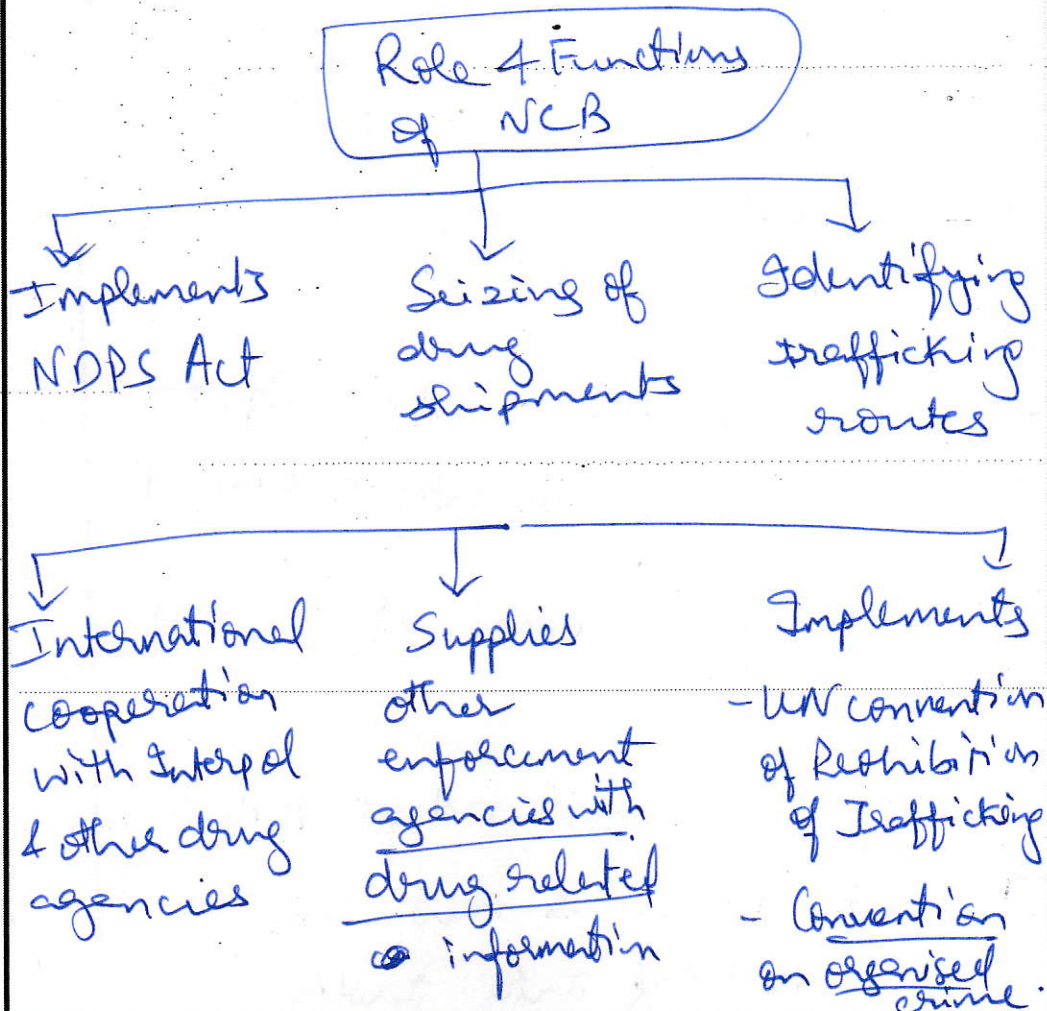 Role & Functions
of NCB
Implements
NDPS Act
Seizing of
drug
shipments
Identifying
trafficking
routes
International
cooperation
with Interpol
& other drug
agencies
Supplies
other
enforcement
agencies with
drug related
information
Implements
- UN convention
of Prohibition
of Trafficking
- Convention
on organised
crime.